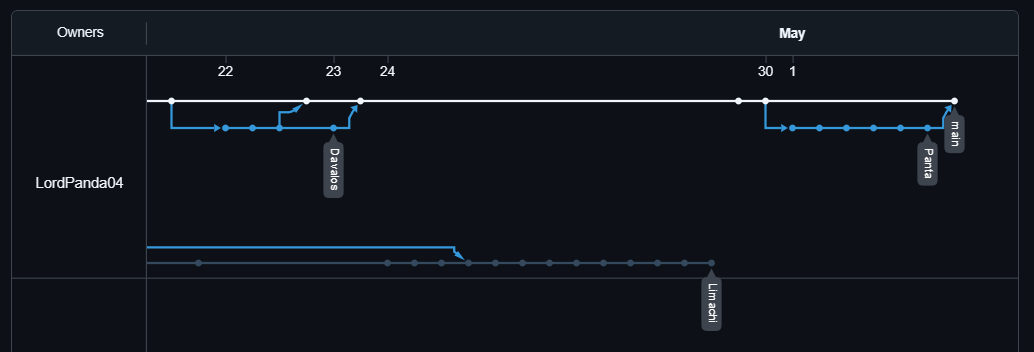 Owners
May
22
23
24
30
1
main
Davalos
Panta
LordPanda04
Limachi